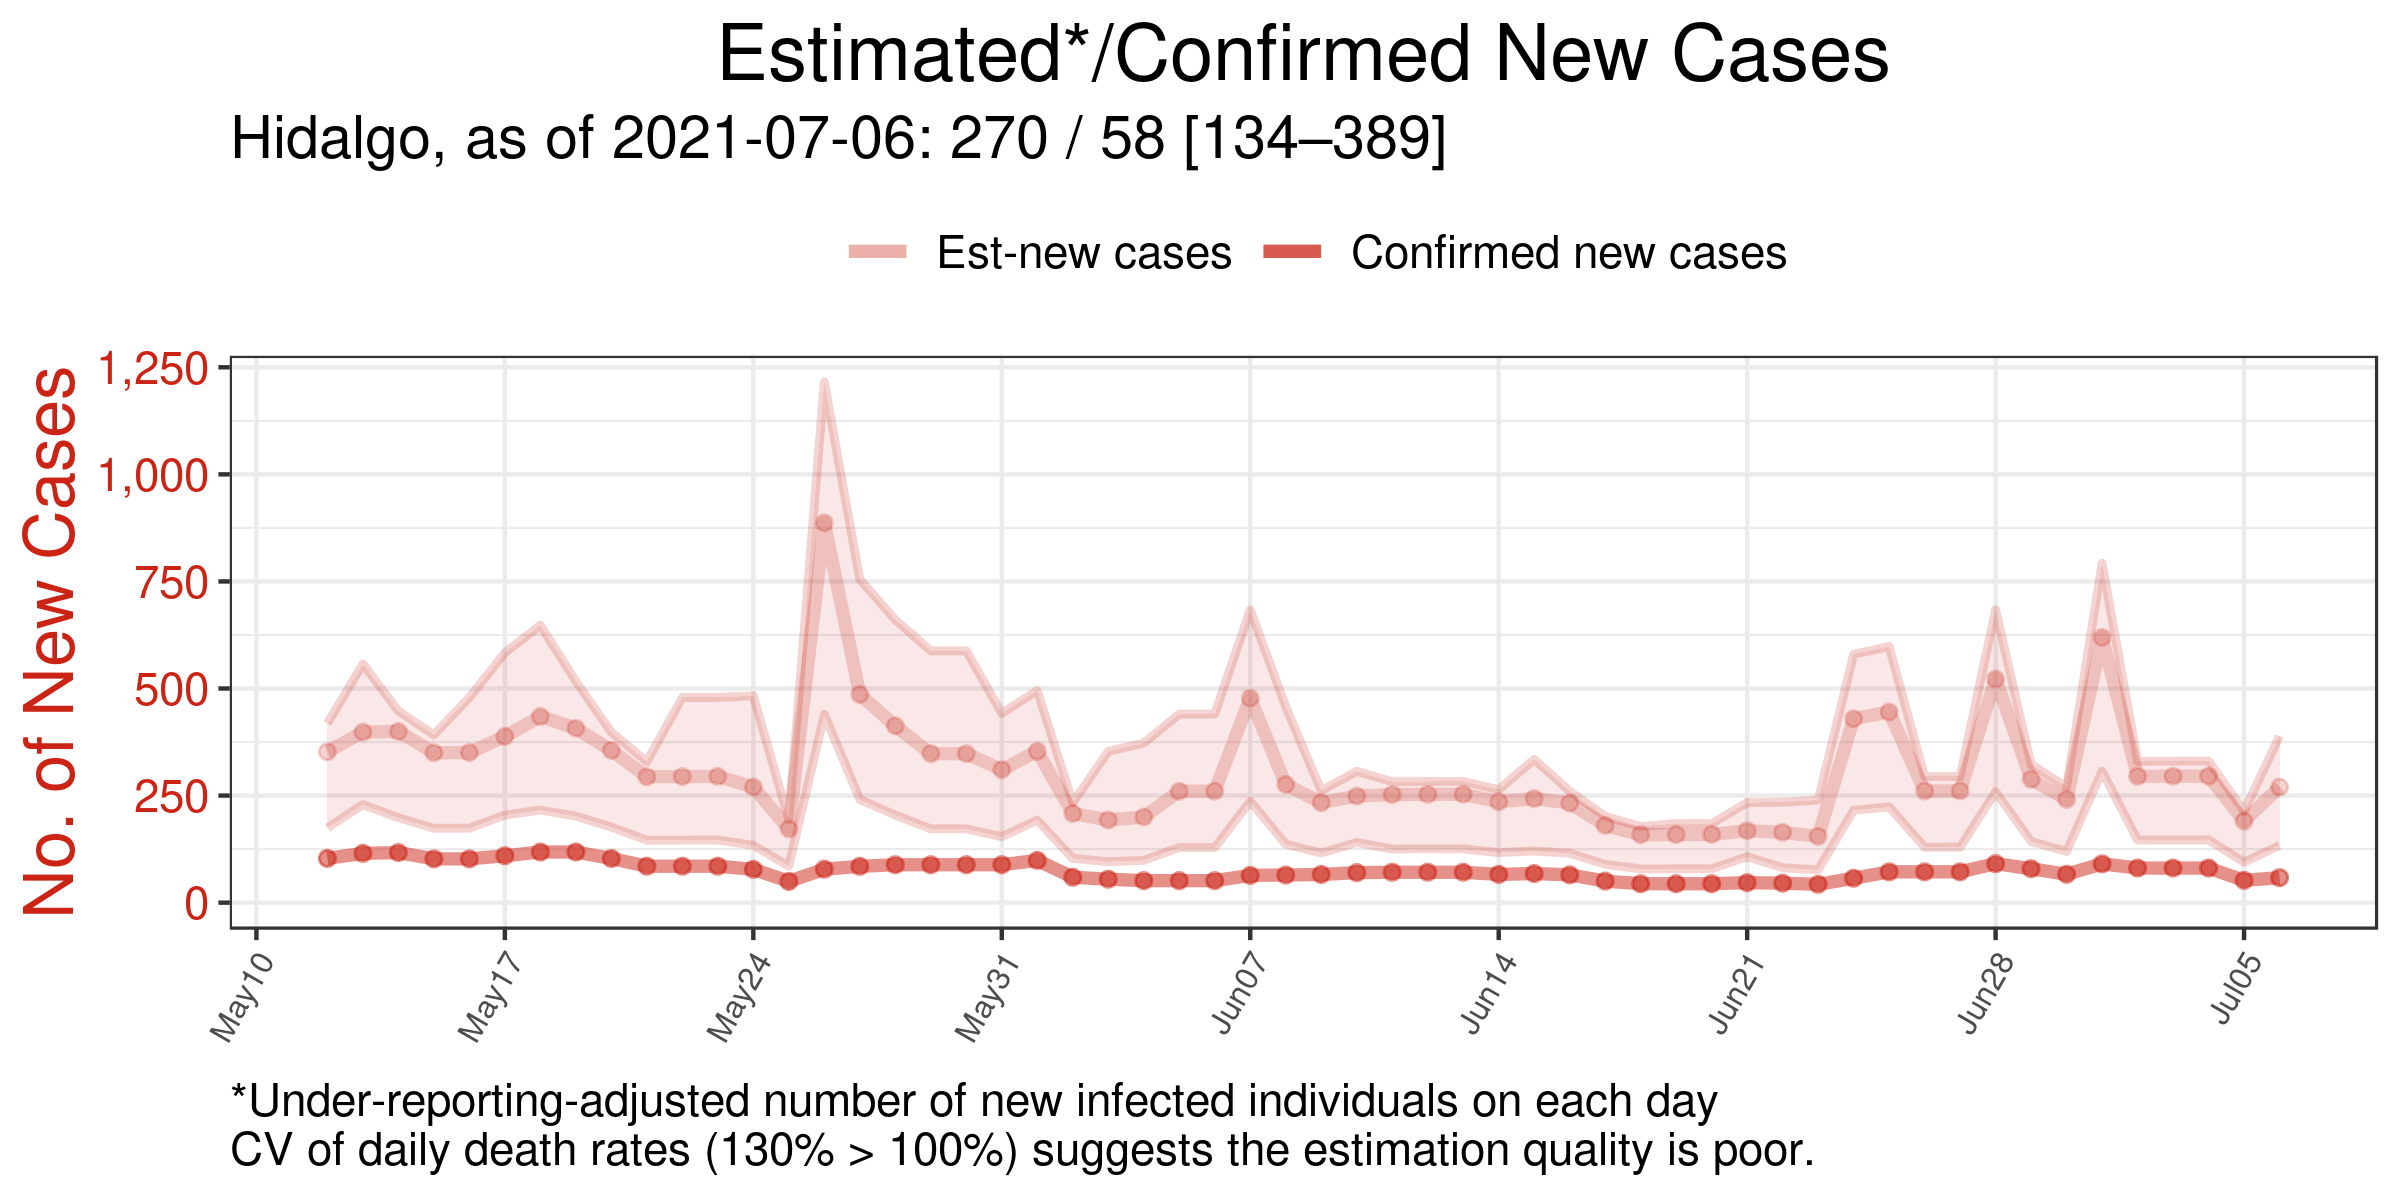 Estimated*/Confirmed New Cases
Hidalgo, as of 2021-07-06: 270 / 58 [134–389]
Est-new cases
Confirmed new cases
No. of New Cases
1,250
1,000
750
500
250
0
May10
May17
May24
May31
Jun07
Jun14
Jun21
Jun28
Jul05
*Under-reporting-adjusted number of new infected individuals on each day
CV of daily death rates (130% > 100%) suggests the estimation quality is poor.